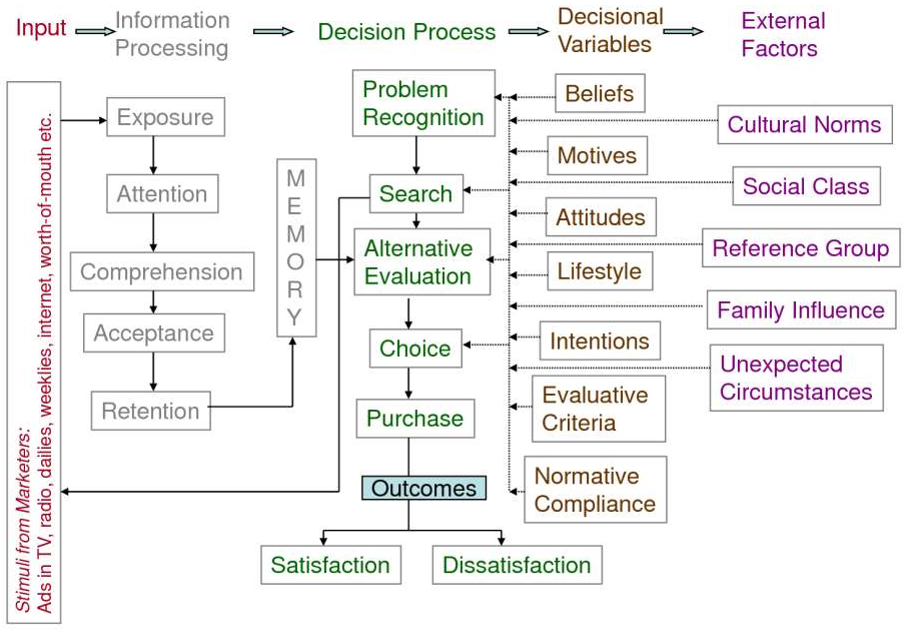 Input
Information
Processing
Decision Process
Decisional
Variables
External
Factors
Stimuli from Marketers:
Ads in TV, radio, dailies, weeklies, internet, worth-of-mouth etc.
Exposure
Attention
Comprehension
Acceptance
Retention
M
E
M
O
R
Y
Problem
Recognition
Search
Alternative
Evaluation
Choice
Purchase
Outcomes
Satisfaction
Dissatisfaction
Beliefs
Motives
Attitudes
Lifestyle
Intentions
Evaluative
Criteria
Normative
Compliance
Cultural Norms
Social Class
Reference Group
Family Influence
Unexpected
Circumstances